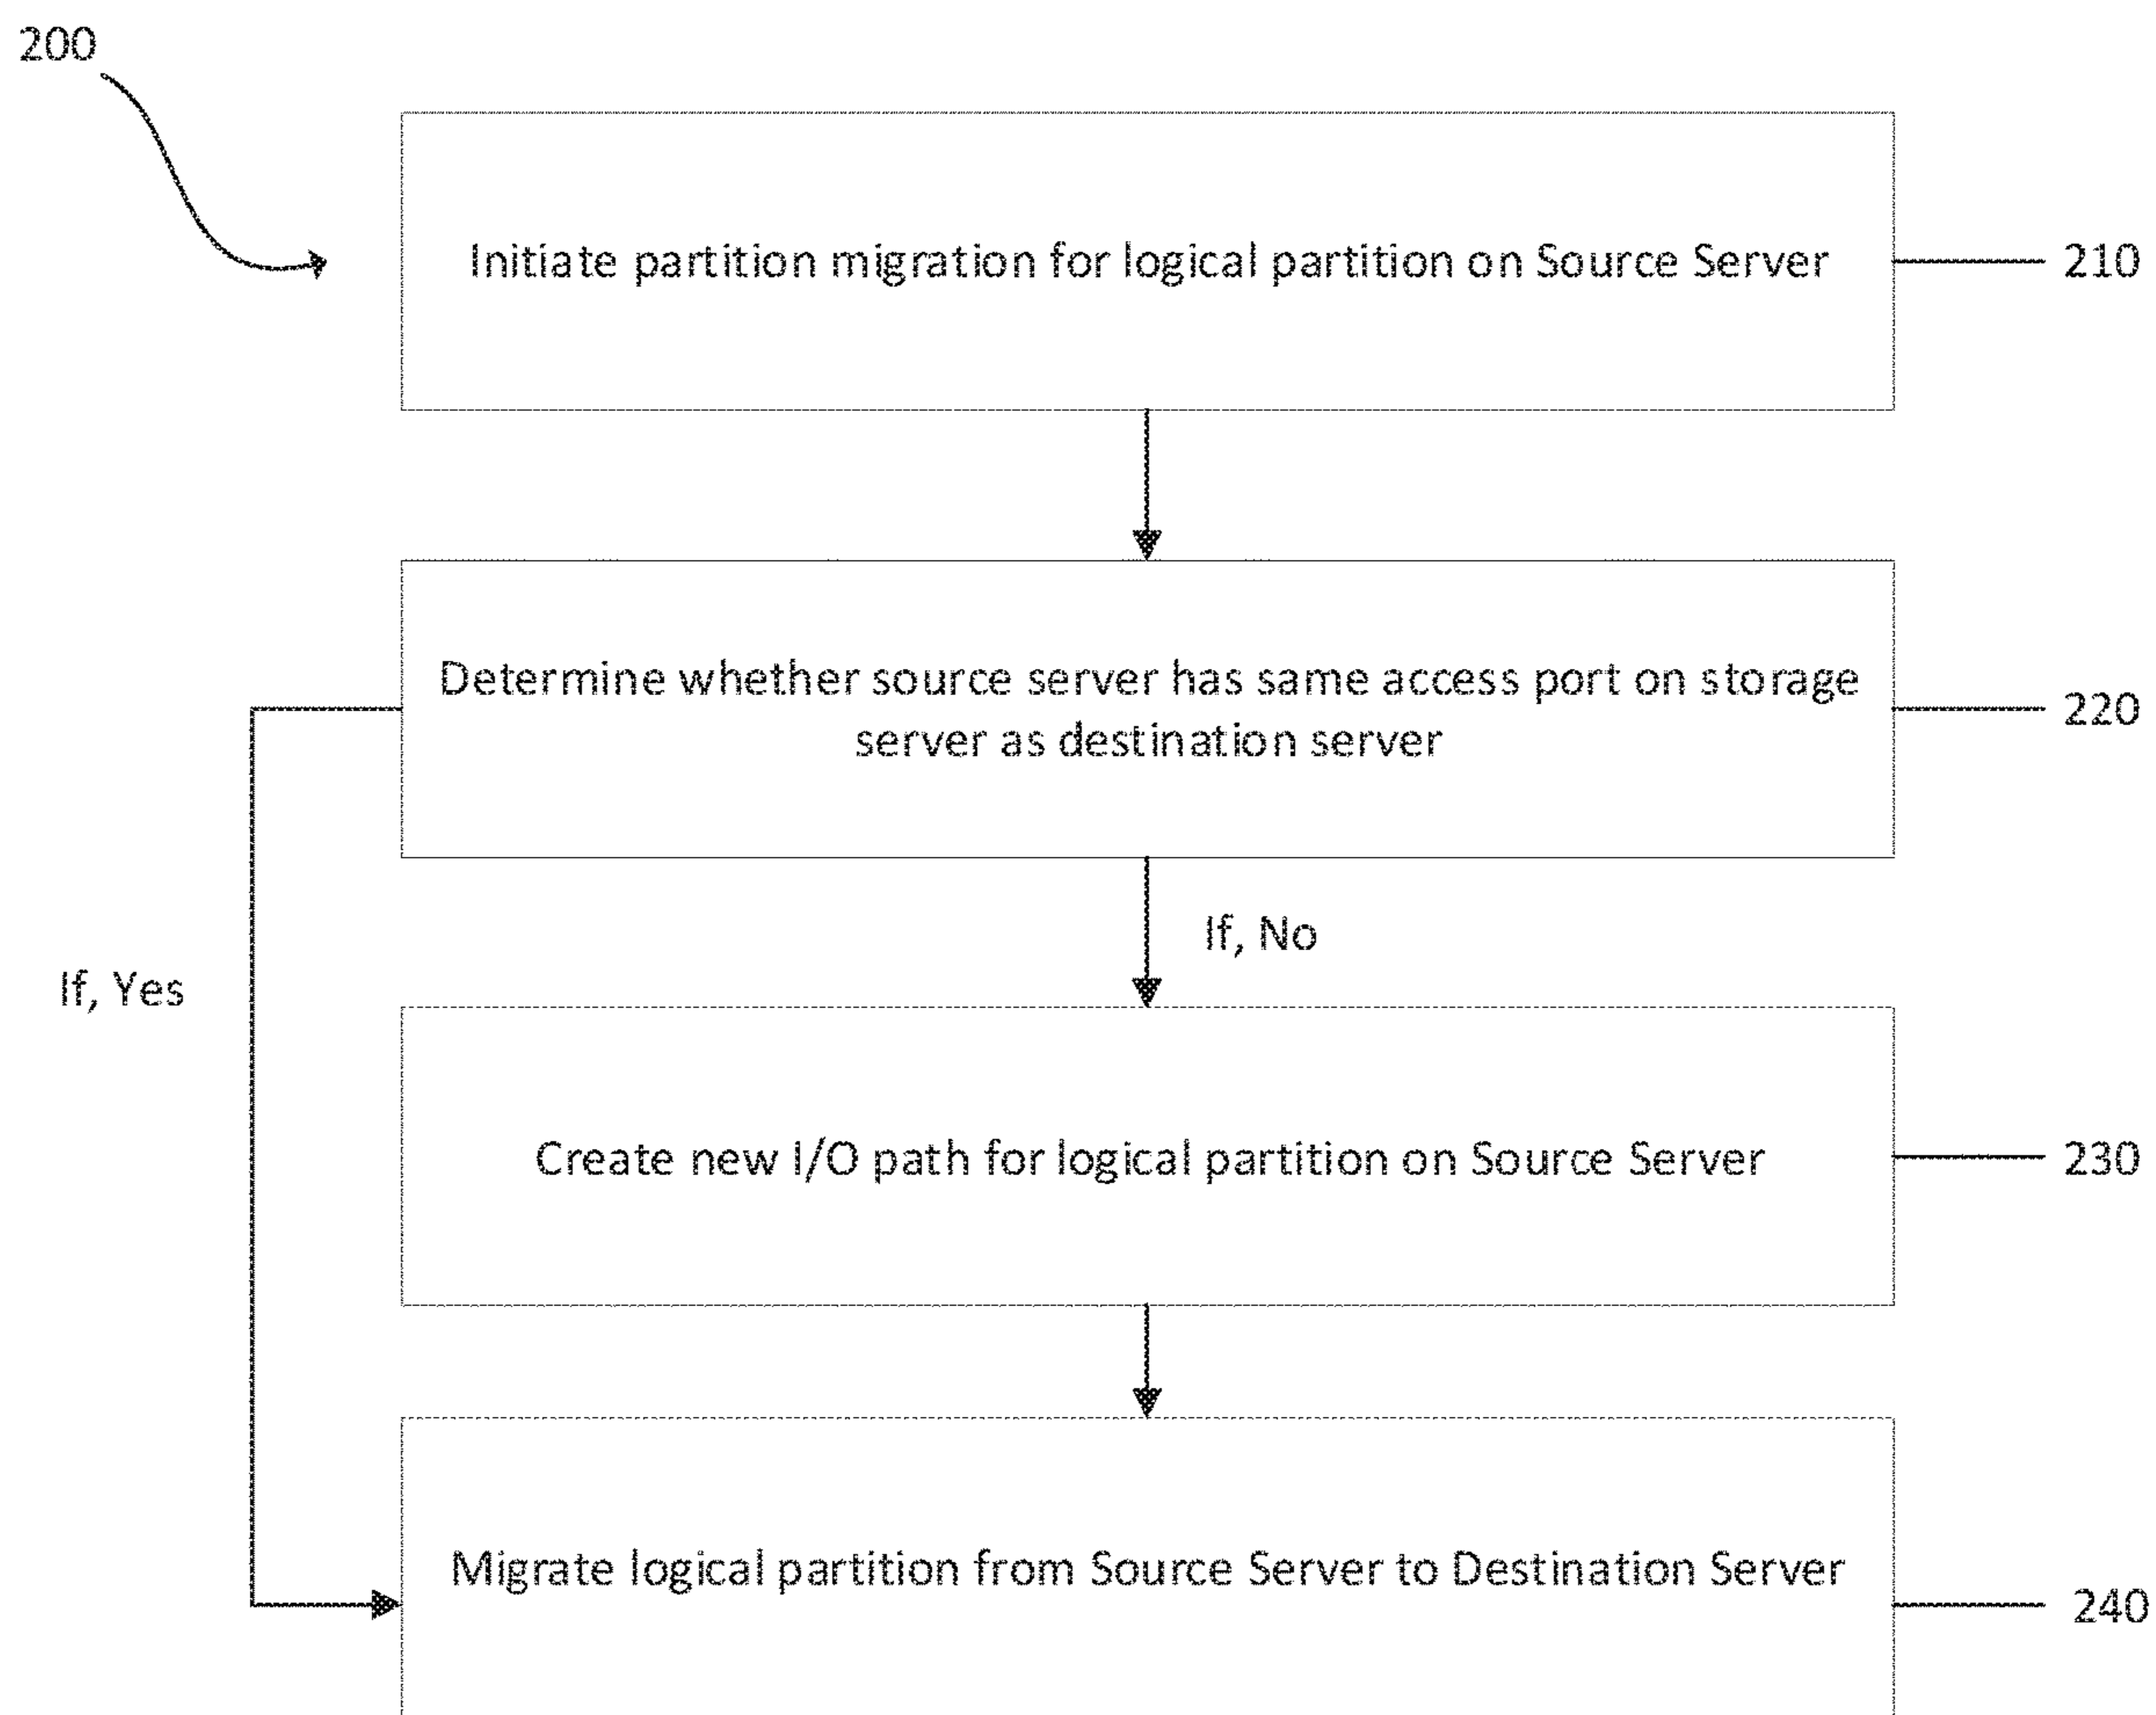 200
Initiate partition migration for logical partition on Source Server
210
Determine whether source server has same access port on storage
server as destination server
220
If, No
If, Yes
Create new I/O path for logical partition on Source Server
230
Migrate logical partition from Source Server to Destination Server
240